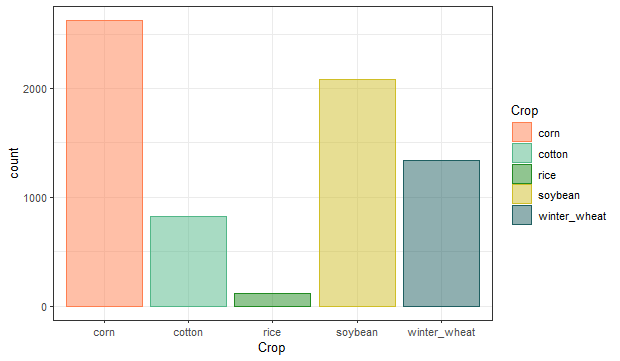 count
2000
1000
0
corn cotton rice soybean winter_wheat
Crop
Crop
corn
cotton
rice
soybean
winter_wheat